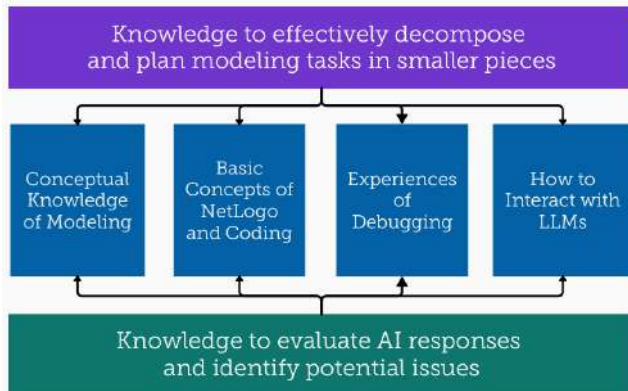 Knowledge to effectively decompose
and plan modeling tasks in smaller pieces
Conceptual
Knowledge
of Modeling
Basic
Concepts of
NetLogo
and Coding
Experiences
of
Debugging
How to
Interact with
LLMs
Knowledge to evaluate AI responses
and identify potential issues